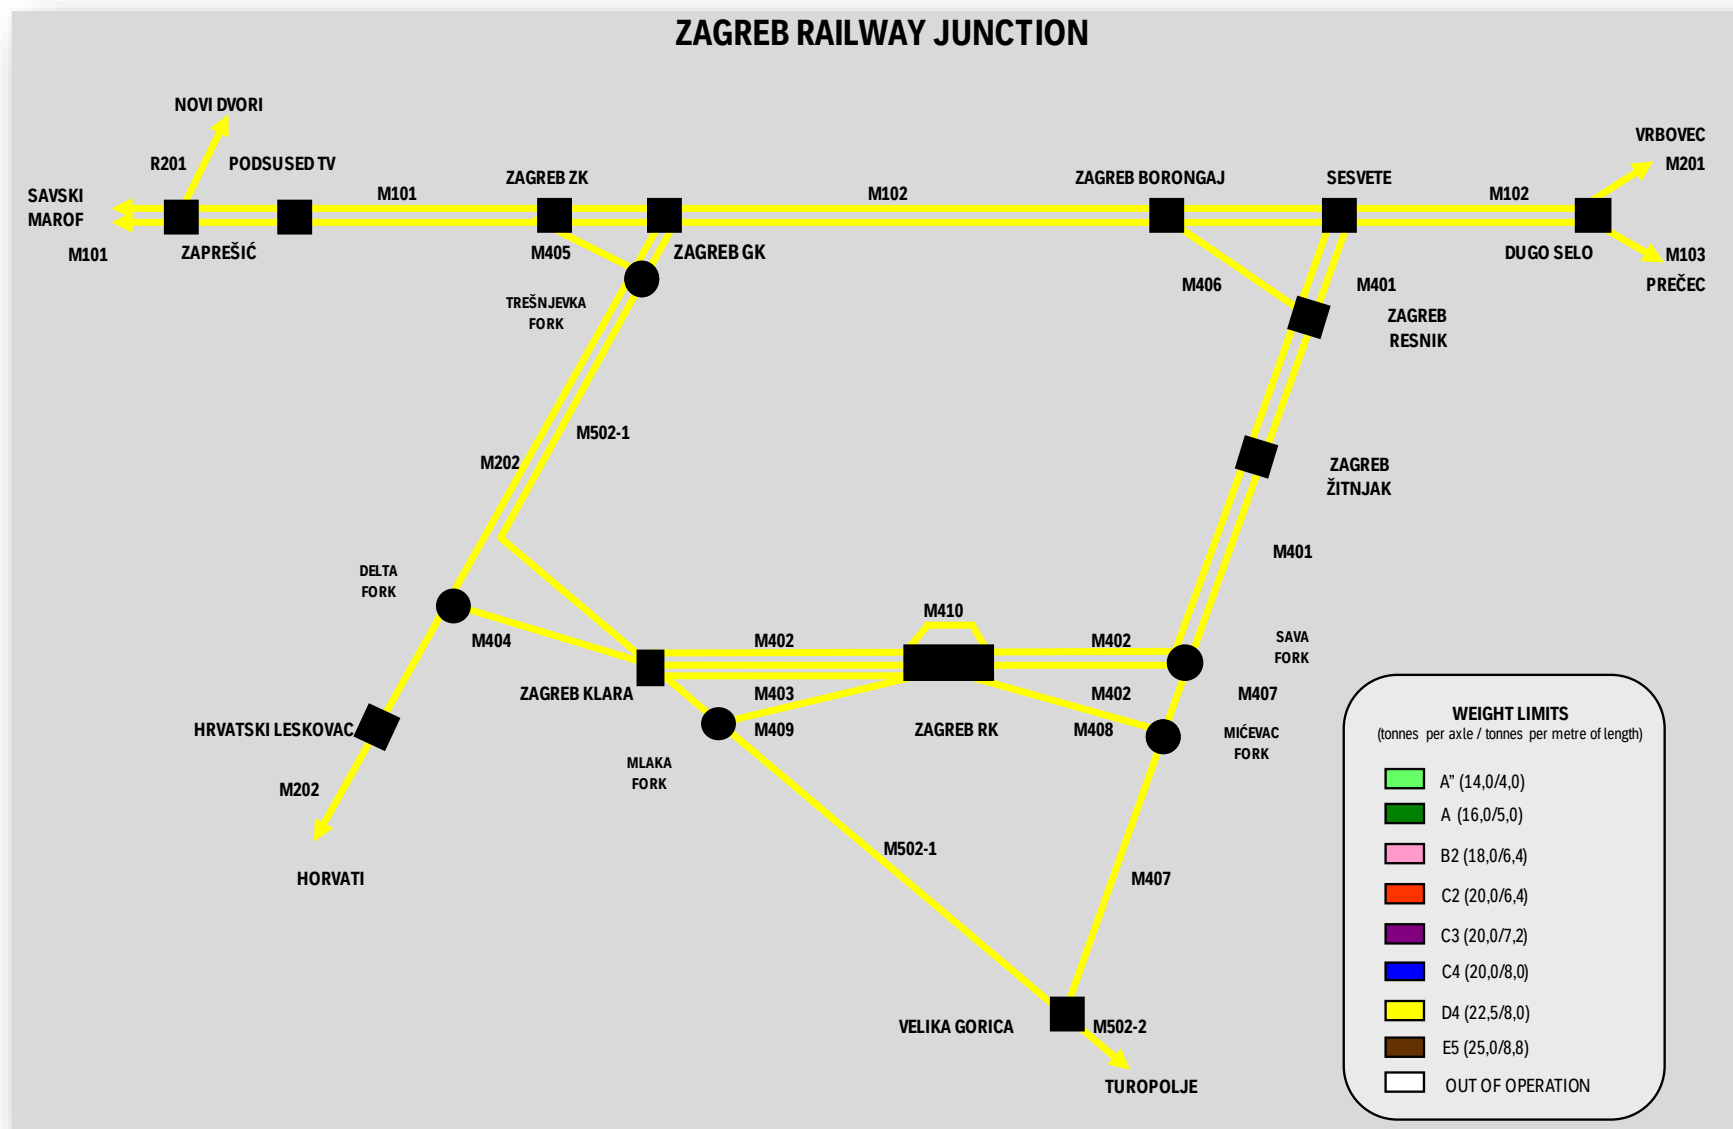 ZAGREB RAILWAY JUNCTION
NOVI DVORI
VRBOVEC
R201
PODSUSED TV
M201
SAVSKI
MAROF
M101
ZAGREB ZK
M102
ZAGREB BORONGAJ
SESVETE
M102
M101
ZAPREŠIĆ
M405
ZAGREB GK
DUGO SELO
M103
PREČEC
TREŠNJEVKA
FORK
M406
M401
ZAGREB
RESNIK
M502-1
M202
ZAGREB
ŽITNJAK
M401
DELTA
FORK
M404
M402
M410
M402
SAVA
FORK
ZAGREB KLARA
M403
M402
M407
HRVATSKI LESKOVAC
M409
ZAGREB RK
M408
MIĆEVAC
FORK
MLAKA
FORK
M202
HORVATI
M502-1
M407
VELIKA GORICA
M502-2
TUROPOLJE
WEIGHT LIMITS
(tonnes per axle / tonnes per metre of length)
A” (14,0/4,0)
A (16,0/5,0)
B2 (18,0/6,4)
C2 (20,0/6,4)
C3 (20,0/7,2)
C4 (20,0/8,0)
D4 (22,5/8,0)
E5 (25,0/8,8)
OUT OF OPERATION